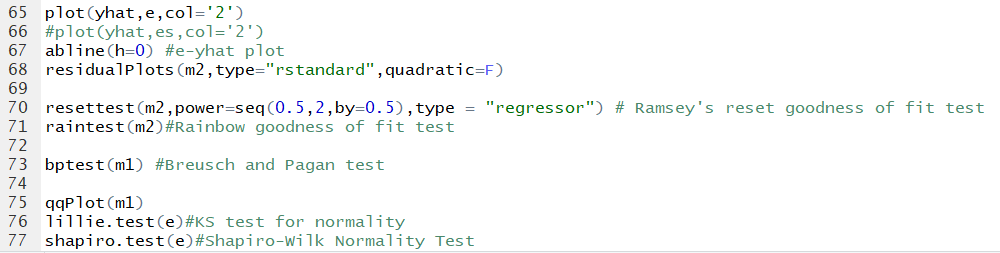 65 plot(yhat,e,col='2')
66 #plot(yhat,es,col='2')
67 abline(h=0) #e-yhat plot
68 residualPlots(m2,type="rstandard",quadratic=F)
69
70 resettest(m2,power=seq(0.5,2,by=0.5),type = "regressor") # Ramsey's reset goodness of fit test
71 raintest(m2)#Rainbow goodness of fit test
72
73 bptest(m1) #Breusch and Pagan test
74
75 qqPlot(m1)
76 lillie.test(e)#KS test for normality
77 shapiro.test(e)#Shapiro-Wilk Normality Test